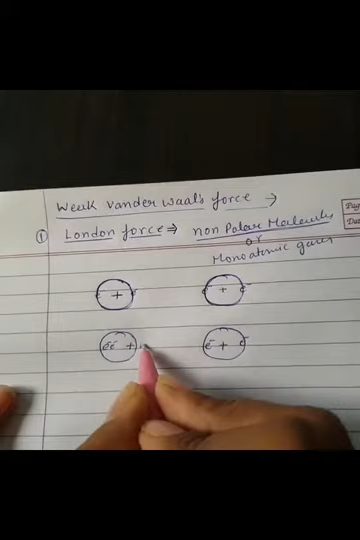 Weak Vander Waal's force →
① London force ⇒ non Polar Molecules
or
Monoatomic gases
e + e e + e
e⁻e⁻ + e⁻ + e⁻